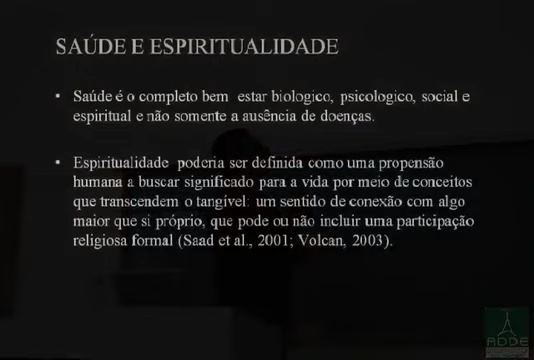 SAÚDE E ESPIRITUALIDADE
• Saúde é o completo bem estar biologico, psicologico, social e
espiritual e não somente a ausência de doenças.
• Espiritualidade poderia ser definida como uma propensão
humana a buscar significado para a vida por meio de conceitos
que transcendem o tangível: um sentido de conexão com algo
maior que si próprio, que pode ou não incluir uma participação
religiosa formal (Saad et al., 2001; Volcan, 2003).
ADDE